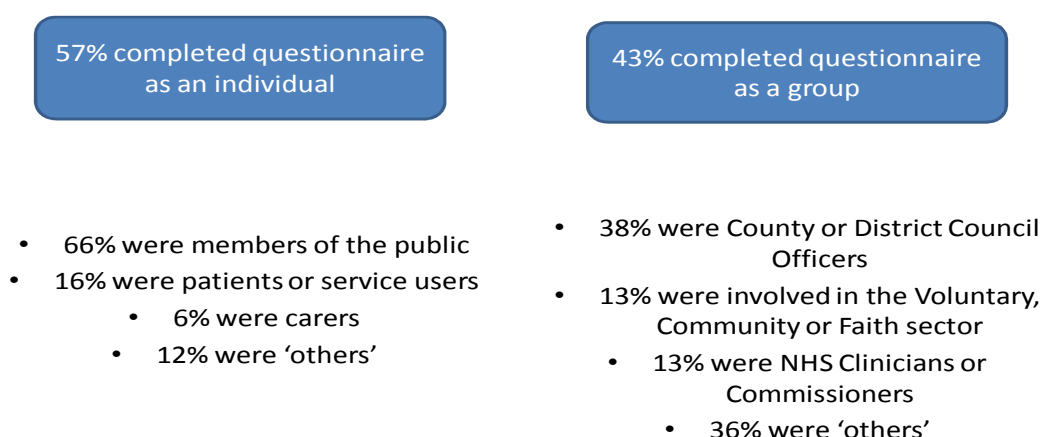 57% completed questionnaire
as an individual
43% completed questionnaire
as a group
• 66% were members of the public
• 16% were patients or service users
• 6% were carers
• 12% were ‘others’
• 38% were County or District Council
Officers
• 13% were involved in the Voluntary,
Community or Faith sector
• 13% were NHS Clinicians or
Commissioners
• 36% were ‘others’